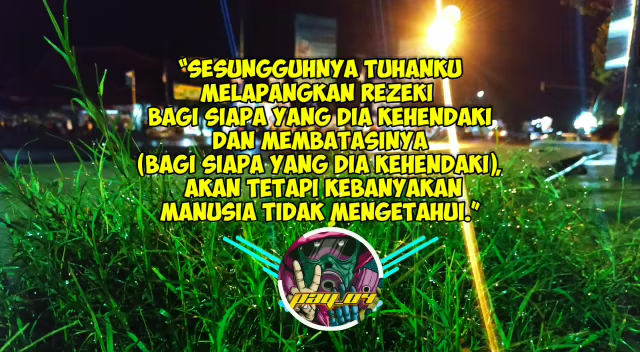 “SESUNGGUHNYA TUHANKU
MELAPANGKAN REZEKI
BAGI SIAPA YANG DIA KEHENDAKI
DAN MEMBATASINYA
(BAGI SIAPA YANG DIA KEHENDAKI),
AKAN TETAPI KEBANYAKAN
MANUSIA TIDAK MENGETAHUI.”
PAY_04